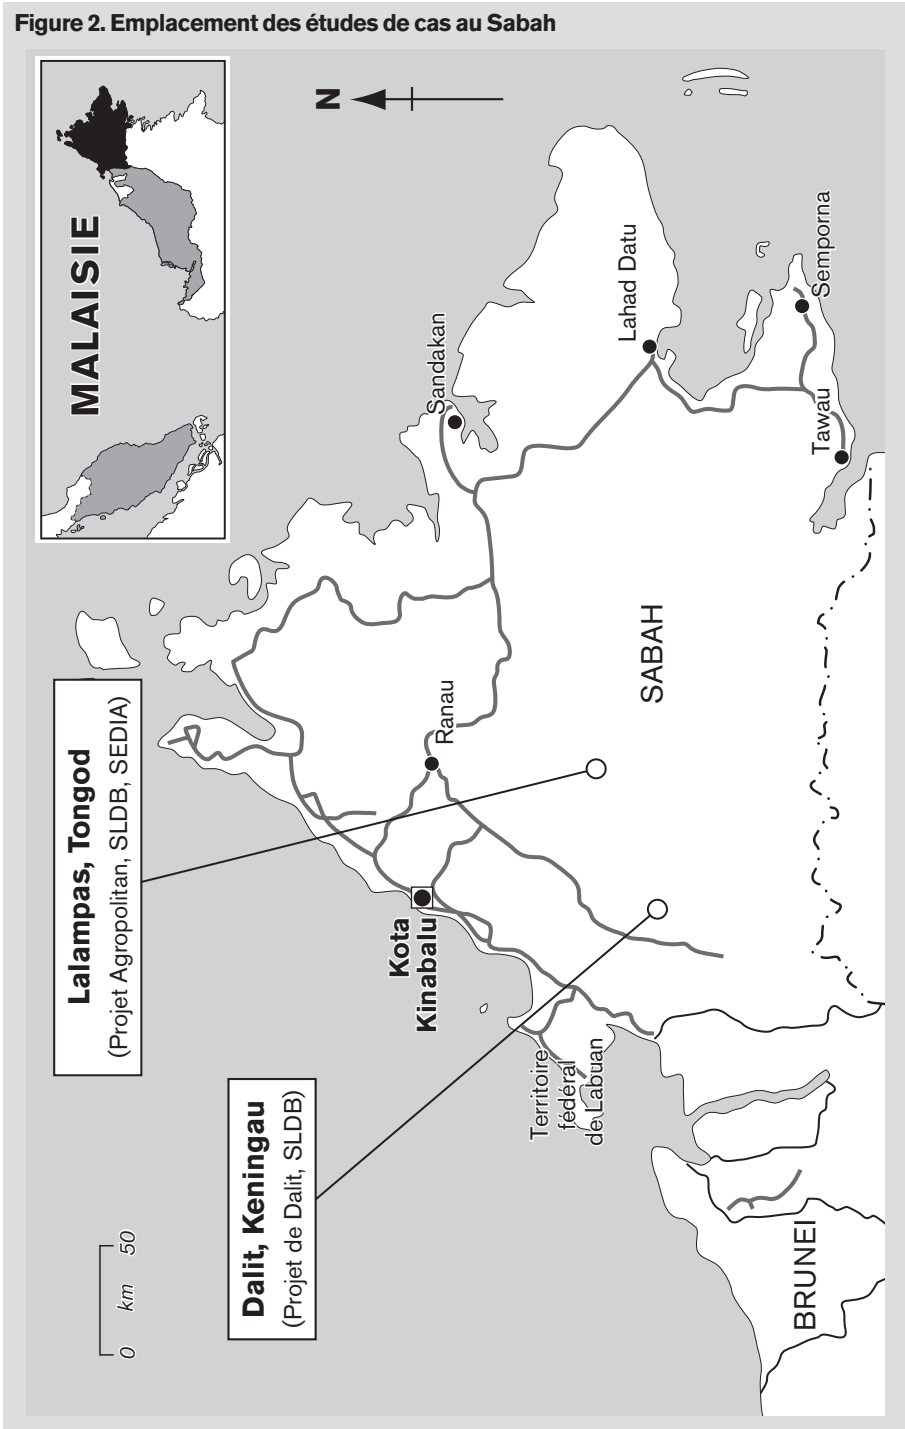 Figure 2. Emplacement des études de cas au Sabah
MALAISIE
N
Lalampas, Tongod
(Projet Agropolitan, SLDB, SEDIA)
Dalit, Keningau
(Projet de Dalit, SLDB)
Kota
Kinabalu
Ranau
Sandakan
Lahad Datu
Semporna
Tawau
SABAH
Territoire
fédéral
de Labuan
BRUNEI
0 km 50